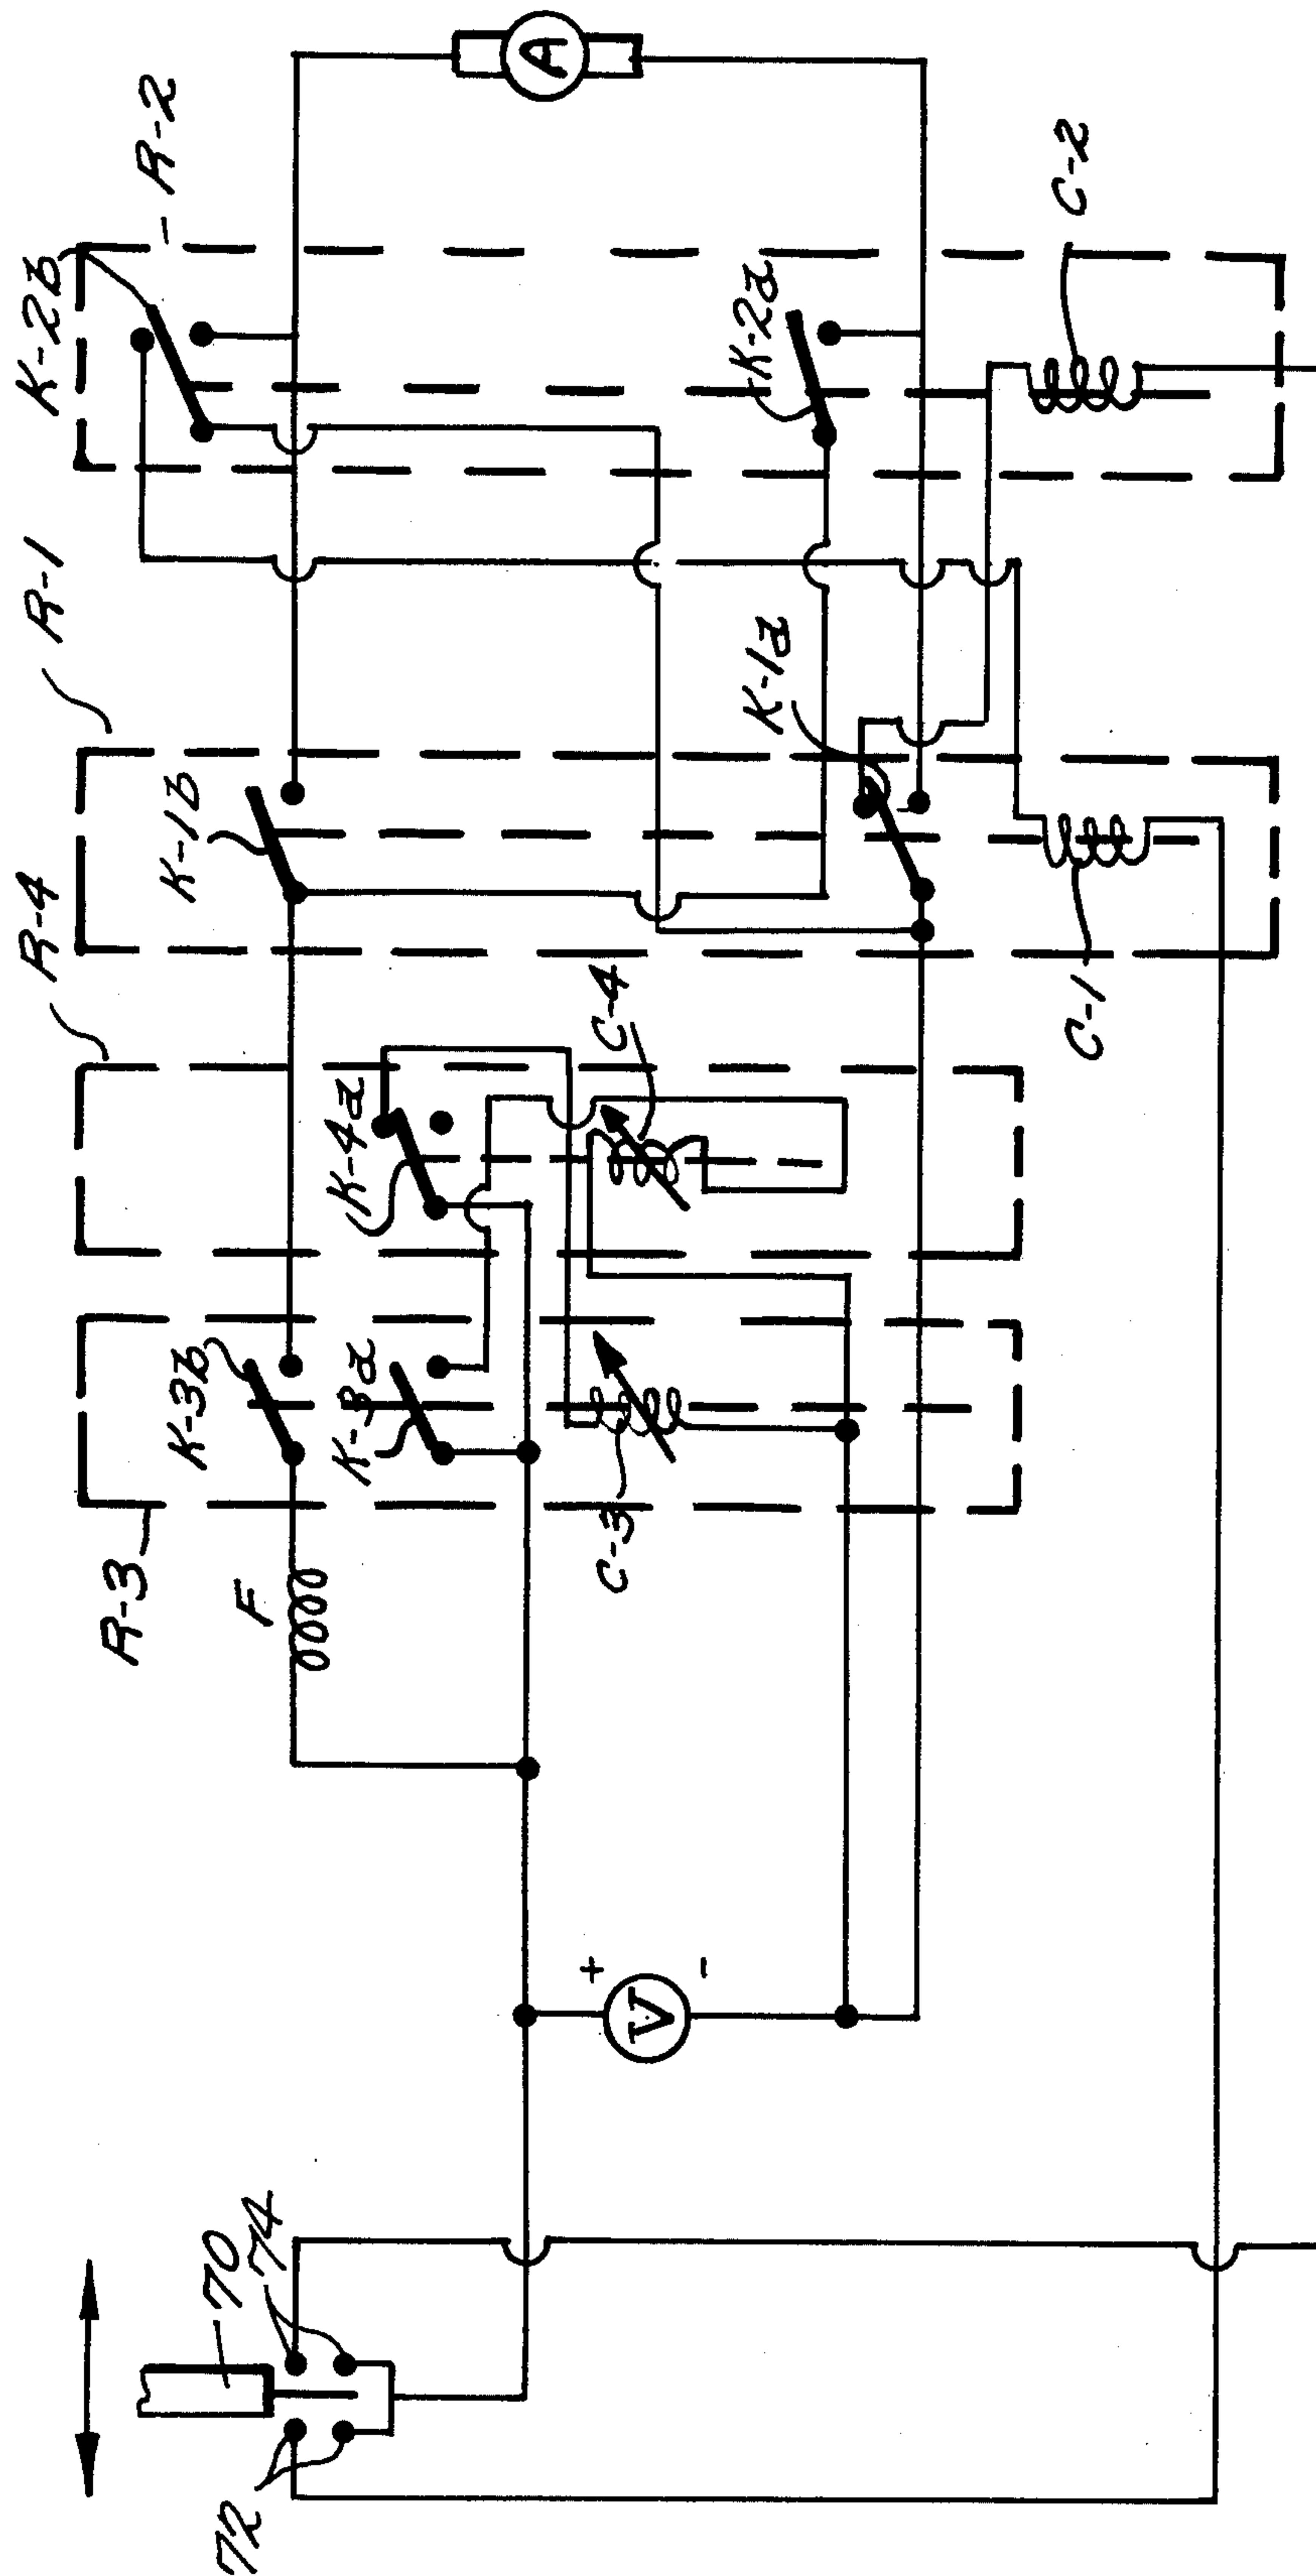 K-2b
R-2
A
R-1
K-2a
C-2
K-1b
K-1a
R-4
C-1
K-4a
C-4
K-3b
K-3a
R-3
C-3
F
+
V
-
70
74
72